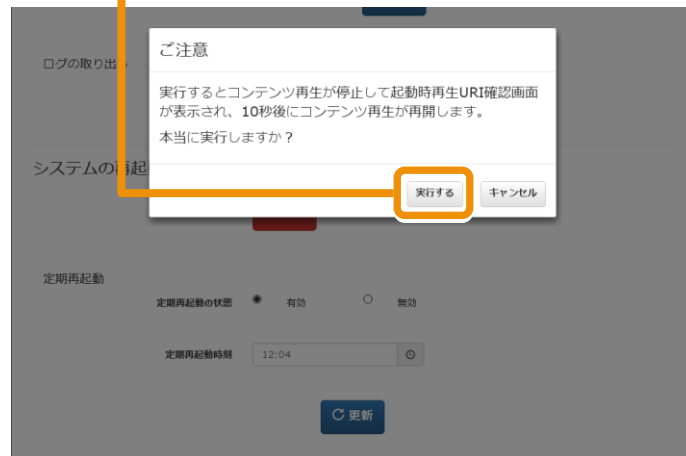 ご注意
ログの取り出し
実行するとコンテンツ再生が停止して起動時再生URI確認画面
が表示され、10秒後にコンテンツ再生が再開します。
本当に実行しますか？
システムの再起
実行する キャンセル
定期再起動
定期再起動の状態 有効 無効
定期再起動時刻 12:04
更新